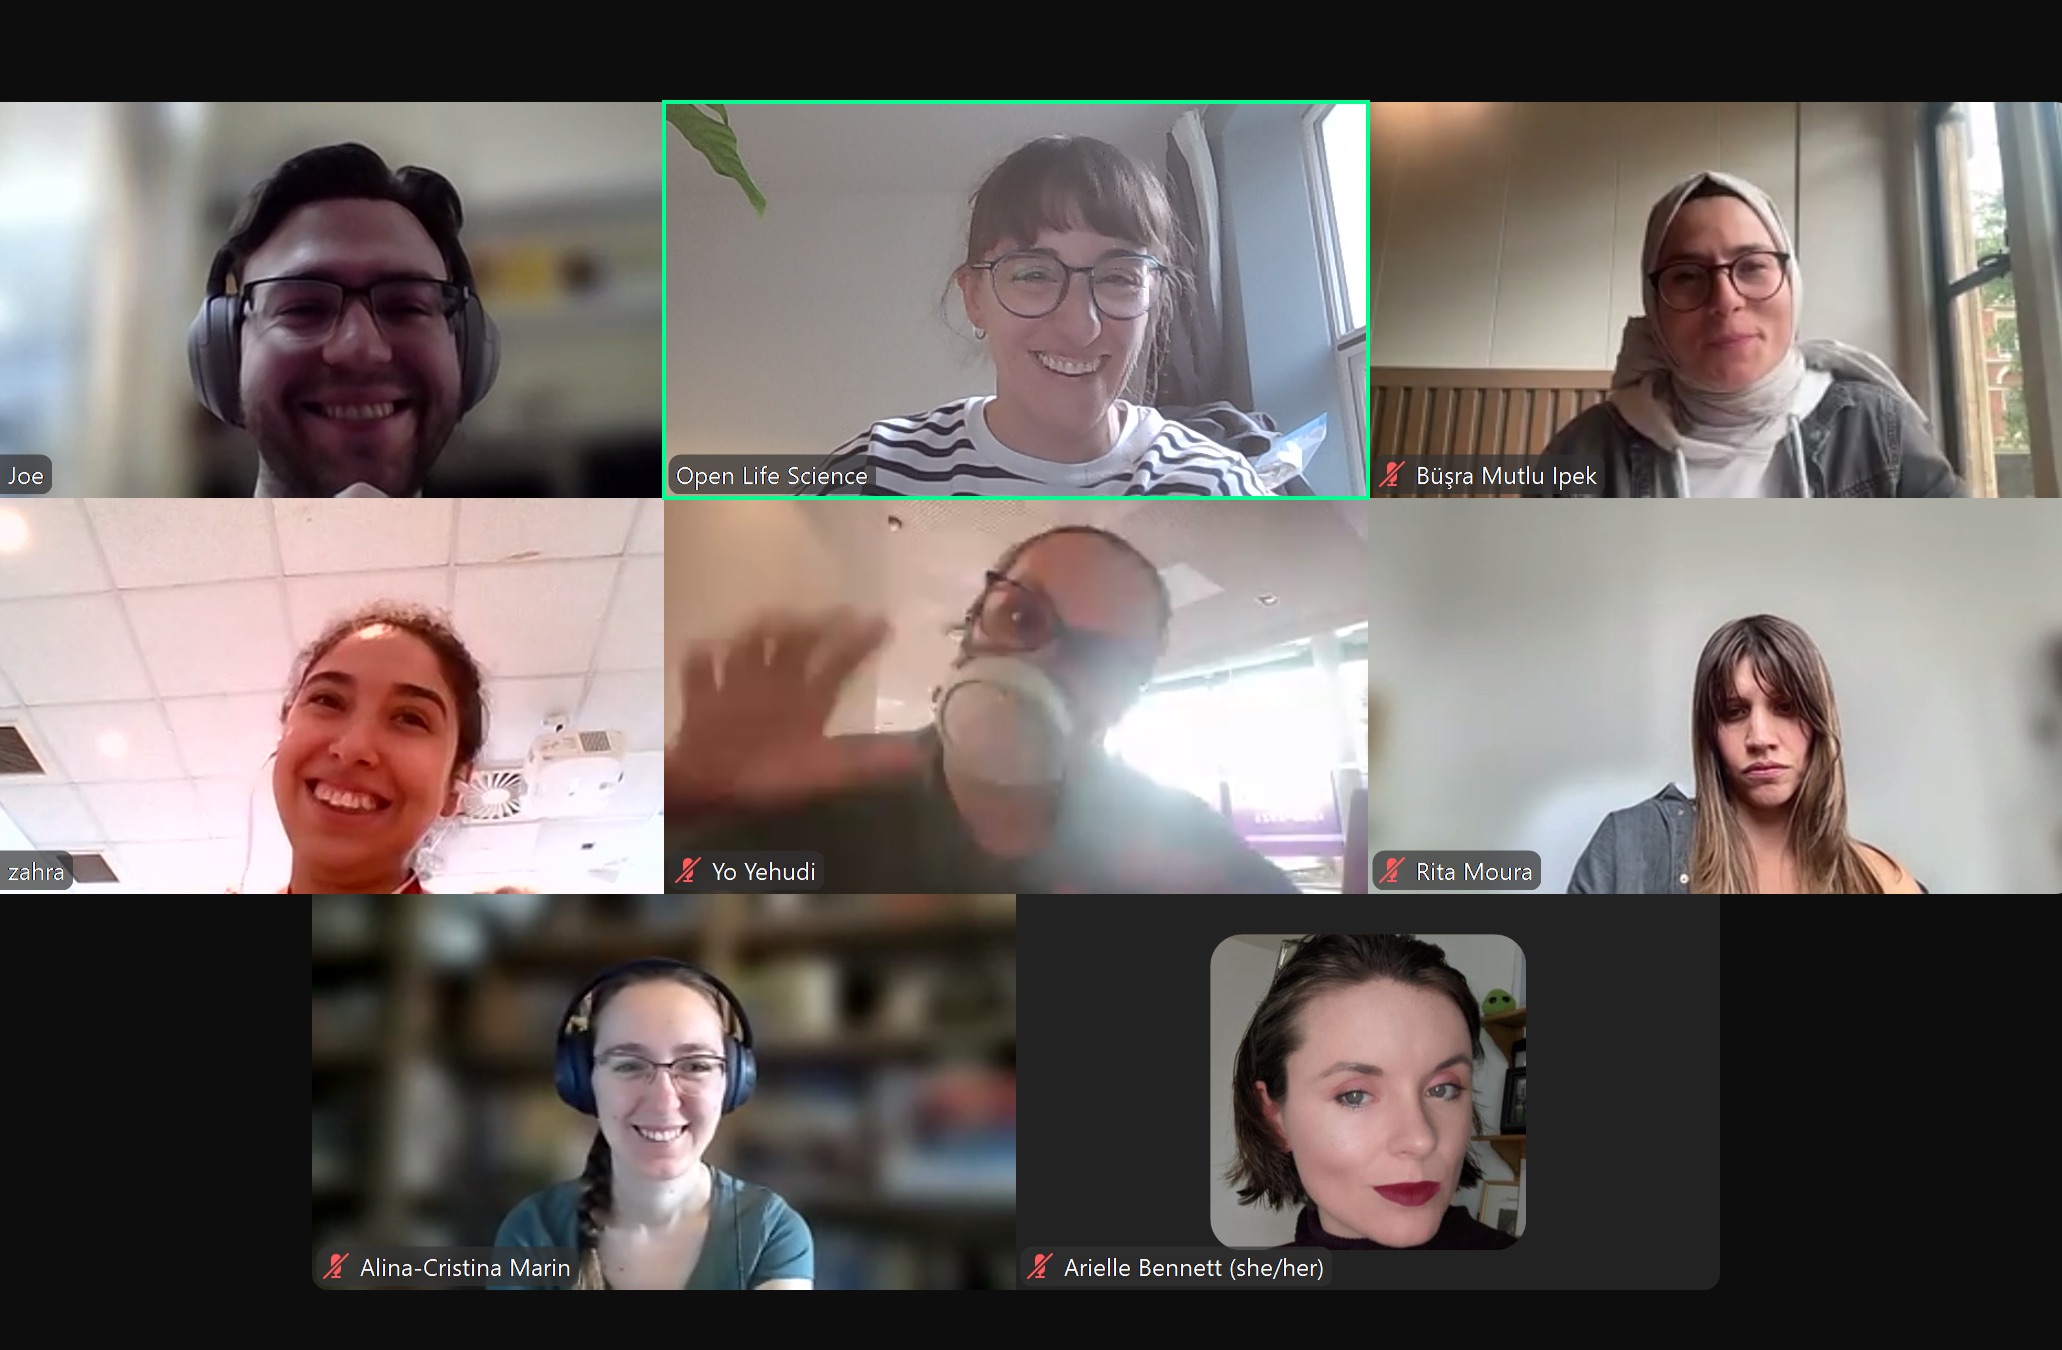 Joe
Open Life Science
Büşra Mutlu Ipek
zahra
Yo Yehudi
Rita Moura
Alina-Cristina Marin
Arielle Bennett (she/her)